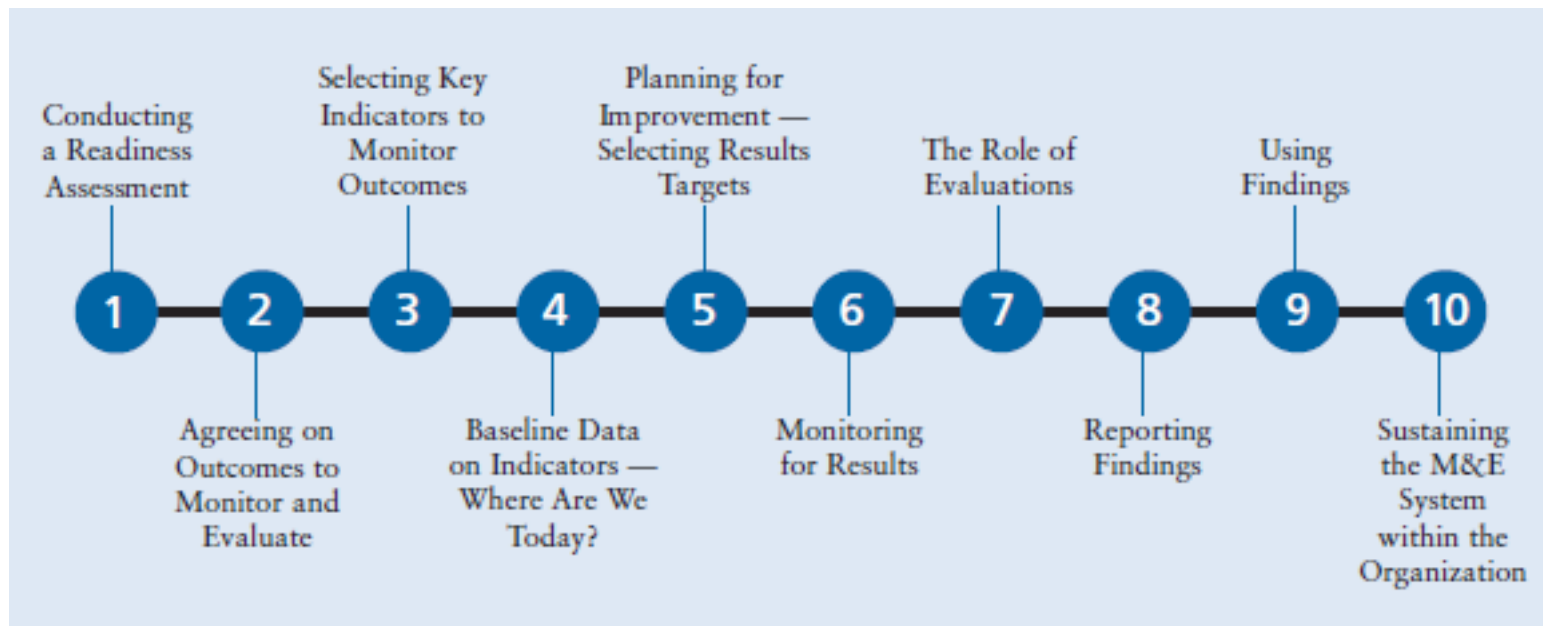 Conducting
a Readiness
Assessment
Selecting Key
Indicators to
Monitor
Outcomes
Planning for
Improvement —
Selecting Results
Targets
The Role of
Evaluations
Using
Findings
1 2 3 4 5 6 7 8 9 10
Agreeing on
Outcomes to
Monitor and
Evaluate
Baseline Data
on Indicators —
Where Are We
Today?
Monitoring
for Results
Reporting
Findings
Sustaining
the M&E
System
within the
Organization